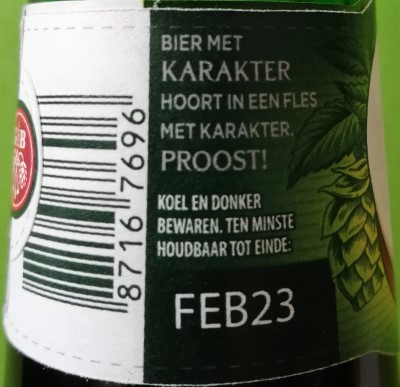 BIER MET
KARAKTER
HOORT IN EEN FLES
MET KARAKTER.
PROOST!
KOEL EN DONKER
BEWAREN. TEN MINSTE
HOUDBAAR TOT EINDE:
FEB23
8716 7696